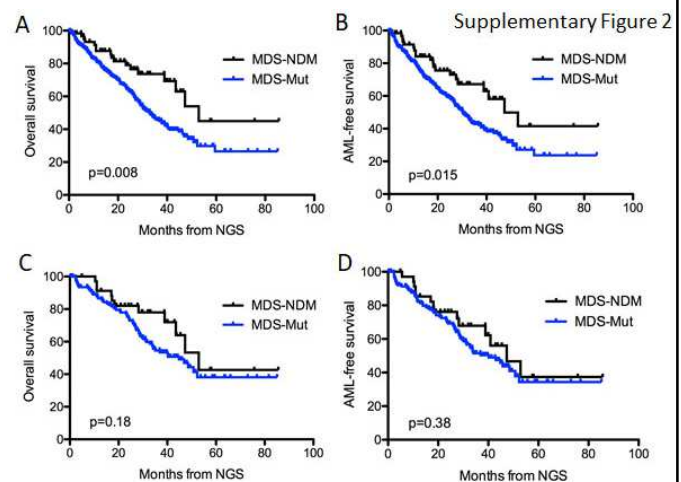 Supplementary Figure 2
A
100
80
60
40
20
0
Overall survival
MDS-NDM
MDS-Mut
p=0.008
0 20 40 60 80 100
Months from NGS
B
100
80
60
40
20
0
AML-free survival
MDS-NDM
MDS-Mut
p=0.015
0 20 40 60 80 100
Months from NGS
C
100
80
60
40
20
0
Overall survival
MDS-NDM
MDS-Mut
p=0.18
0 20 40 60 80 100
Months from NGS
D
100
80
60
40
20
0
AML-free survival
MDS-NDM
MDS-Mut
p=0.38
0 20 40 60 80 100
Months from NGS